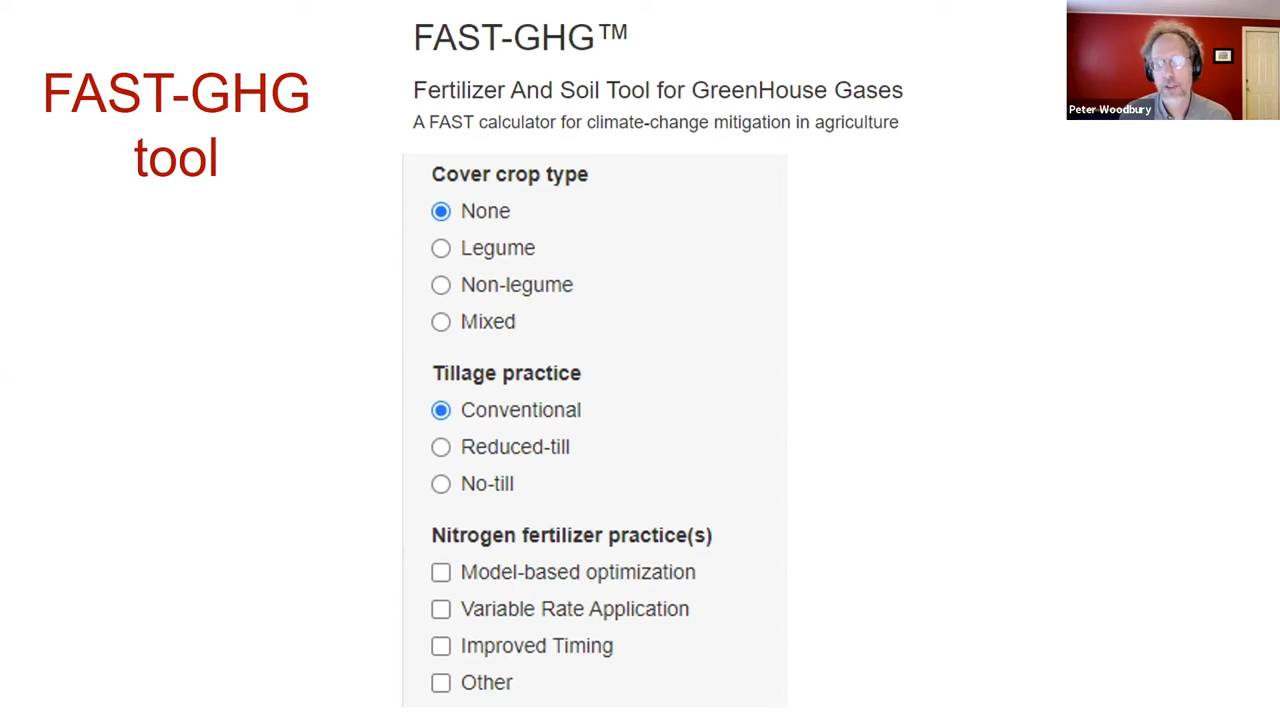 FAST-GHG
tool
FAST-GHG™
Fertilizer And Soil Tool for GreenHouse Gases
A FAST calculator for climate-change mitigation in agriculture
Cover crop type
None
Legume
Non-legume
Mixed
Tillage practice
Conventional
Reduced-till
No-till
Nitrogen fertilizer practice(s)
Model-based optimization
Variable Rate Application
Improved Timing
Other
Peter Woodbury